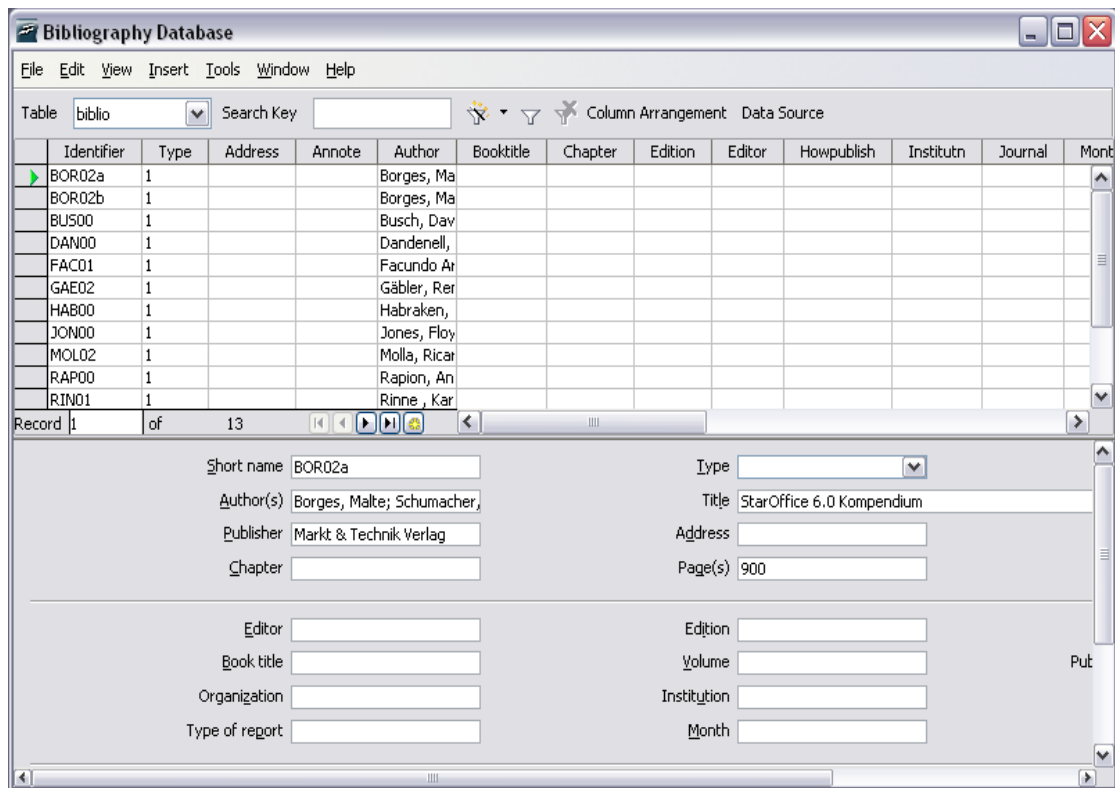 Bibliography Database
File Edit View Insert Tools Window Help
Table biblio Search Key Column Arrangement Data Source
Identifier Type Address Annote Author Booktitle Chapter Edition Editor Howpublish Institutn Journal Mont
BOR02a 1 Borges, Ma
BOR02b 1 Borges, Ma
BUS00 1 Busch, Dav
DAN00 1 Dandenell,
FAC01 1 Facundo Ar
GAE02 1 Gäbler, Rer
HAB00 1 Habraken,
JON00 1 Jones, Floy
MOL02 1 Molla, Ricar
RAP00 1 Rapion, An
RIN01 1 Rinne , Kar
Record 1 of 13
Short name BOR02a Type
Author(s) Borges, Malte; Schumacher, Title StarOffice 6.0 Kompendium
Publisher Markt & Technik Verlag Address
Chapter Page(s) 900
Editor Edition
Book title Volume Put
Organization Institution
Type of report Month